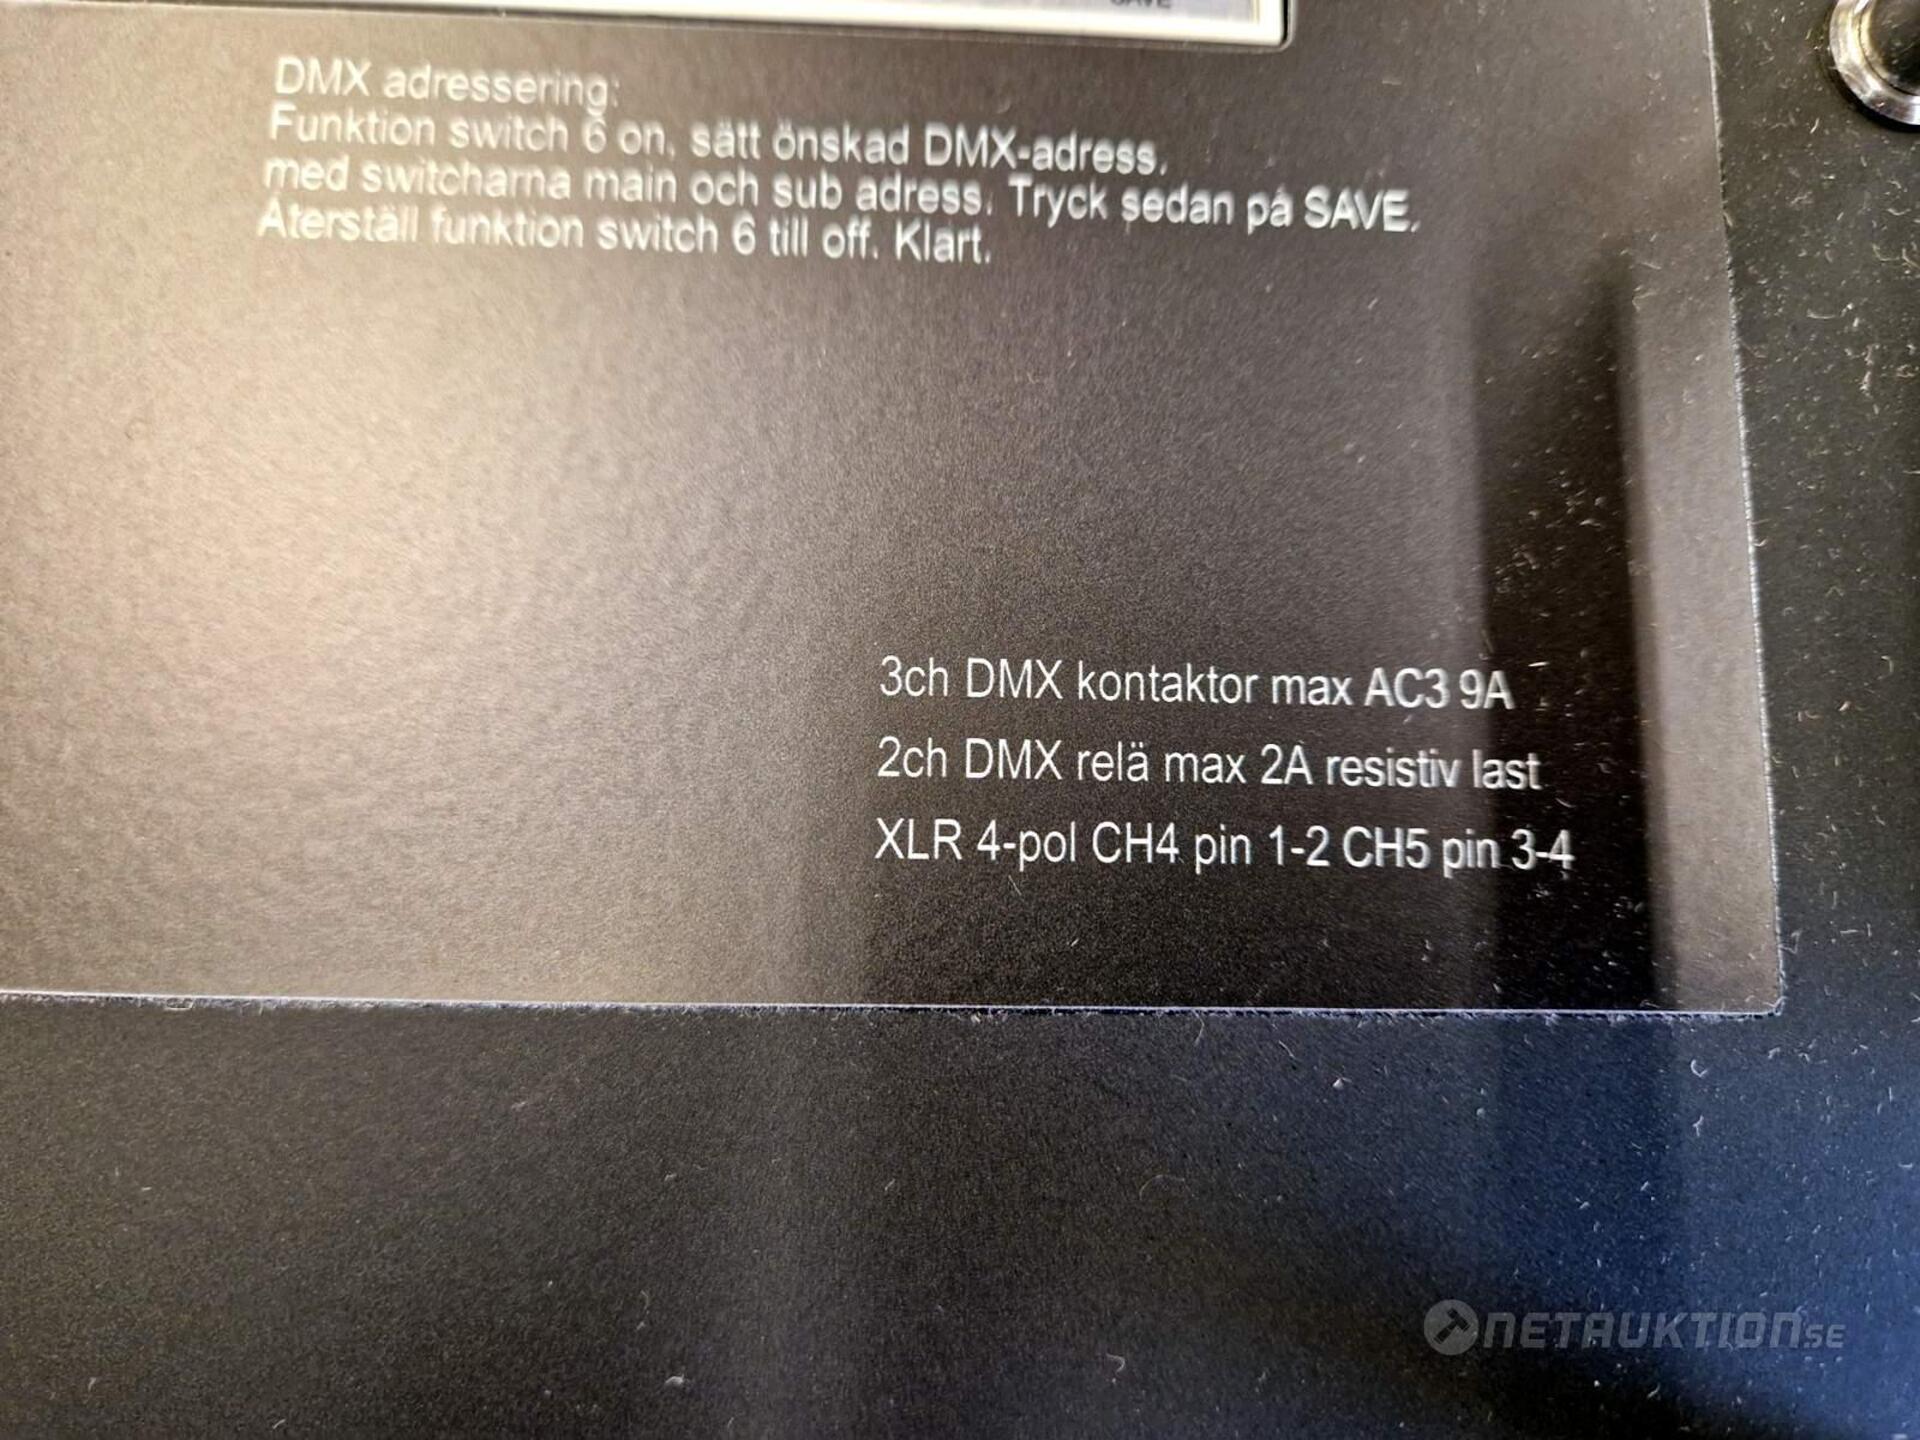 SAVE
DMX adressering:
Funktion switch 6 on, sätt önskad DMX-adress,
med switcharna main och sub adress. Tryck sedan på SAVE.
Återställ funktion switch 6 till off. Klart.
3ch DMX kontaktor max AC3 9A
2ch DMX relä max 2A resistiv last
XLR 4-pol CH4 pin 1-2 CH5 pin 3-4
NETAUKTION.SE